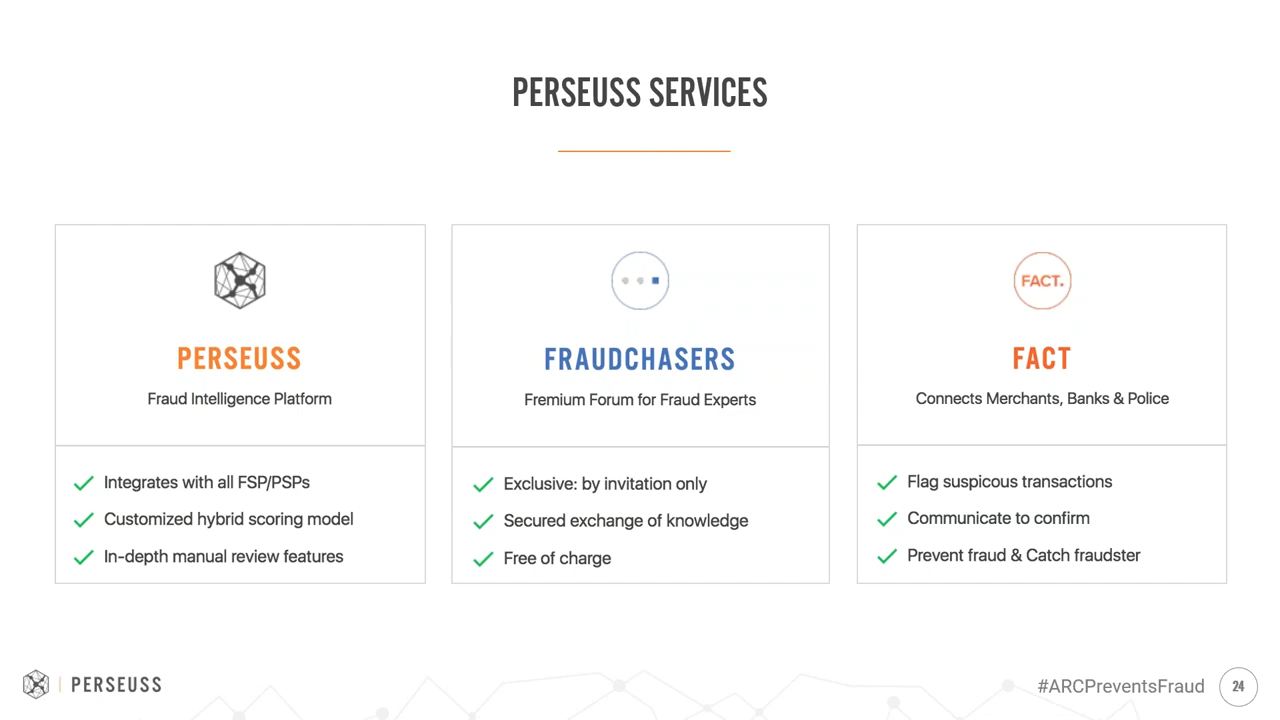 PERSEUSS SERVICES
PERSEUSS
Fraud Intelligence Platform
Integrates with all FSP/PSPs
Customized hybrid scoring model
In-depth manual review features
FRAUDCHASERS
Fremium Forum for Fraud Experts
Exclusive: by invitation only
Secured exchange of knowledge
Free of charge
FACT.
FACT
Connects Merchants, Banks & Police
Flag suspicous transactions
Communicate to confirm
Prevent fraud & Catch fraudster
PERSEUSS
#ARCPreventsFraud
24